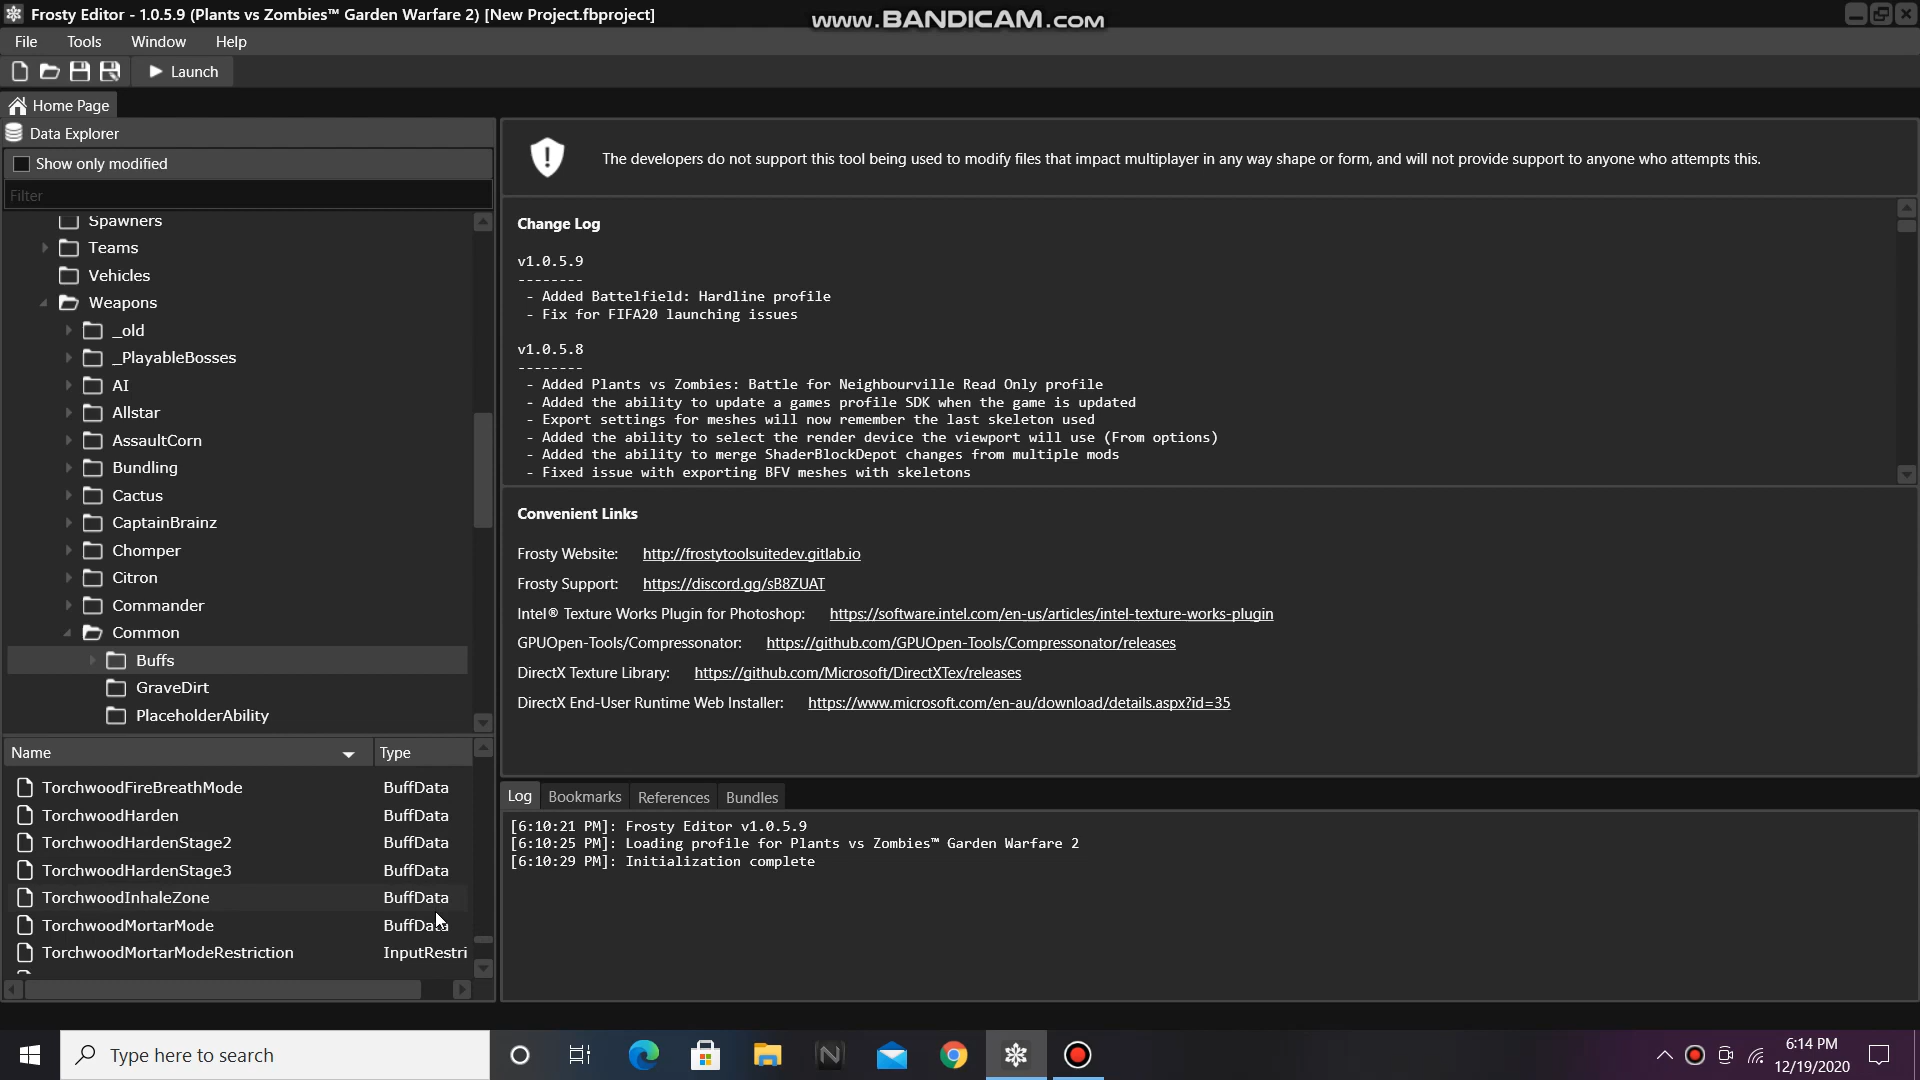 Frosty Editor - 1.0.5.9 (Plants vs Zombies™ Garden Warfare 2) [New Project.fbproject]
www.BANDICAM.com
File Tools Window Help
Launch
Home Page
Data Explorer
Show only modified
Filter
Spawners
Teams
Vehicles
Weapons
_old
_PlayableBosses
AI
Allstar
AssaultCorn
Bundling
Cactus
CaptainBrainz
Chomper
Citron
Commander
Common
Buffs
GraveDirt
PlaceholderAbility
Name Type
TorchwoodFireBreathMode BuffData
TorchwoodHarden BuffData
TorchwoodHardenStage2 BuffData
TorchwoodHardenStage3 BuffData
TorchwoodInhaleZone BuffData
TorchwoodMortarMode BuffData
TorchwoodMortarModeRestriction InputRestri
The developers do not support this tool being used to modify files that impact multiplayer in any way shape or form, and will not provide support to anyone who attempts this.
Change Log
v1.0.5.9
--------
- Added Battelfield: Hardline profile
- Fix for FIFA20 launching issues
v1.0.5.8
--------
- Added Plants vs Zombies: Battle for Neighbourville Read Only profile
- Added the ability to update a games profile SDK when the game is updated
- Export settings for meshes will now remember the last skeleton used
- Added the ability to select the render device the viewport will use (From options)
- Added the ability to merge ShaderBlockDepot changes from multiple mods
- Fixed issue with exporting BFV meshes with skeletons
Convenient Links
Frosty Website: http://frostytoolsuitedev.gitlab.io
Frosty Support: https://discord.gg/sB8ZUAT
Intel® Texture Works Plugin for Photoshop: https://software.intel.com/en-us/articles/intel-texture-works-plugin
GPUOpen-Tools/Compressonator: https://github.com/GPUOpen-Tools/Compressonator/releases
DirectX Texture Library: https://github.com/Microsoft/DirectXTex/releases
DirectX End-User Runtime Web Installer: https://www.microsoft.com/en-au/download/details.aspx?id=35
Log Bookmarks References Bundles
[6:10:21 PM]: Frosty Editor v1.0.5.9
[6:10:25 PM]: Loading profile for Plants vs Zombies™ Garden Warfare 2
[6:10:29 PM]: Initialization complete
Type here to search
6:14 PM
12/19/2020